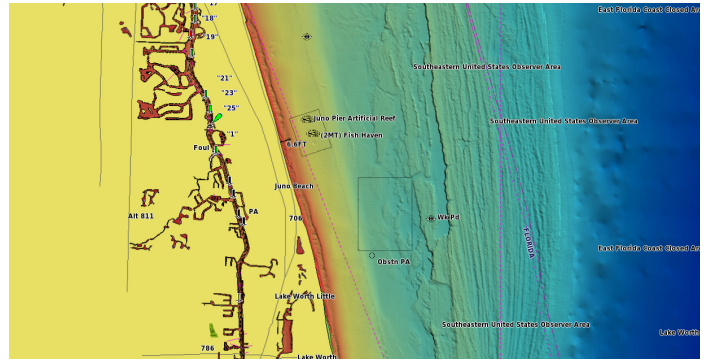 East Florida Coast Closed Ar
"18"
19"
Southeastern United States Observer Area
"21"
"23"
"25"
Juno Pier Artificial Reef
Southeastern United States Observer Area
"1"
(2MT) Fish Haven
Foul
6.6FT
Juno Beach
PA
Alt 811
706
Wk Pd
FLORIDA
East Florida Coast Closed Ar
Obstn PA
Lake Worth Little
Southeastern United States Observer Area
Lake Worth
786
Lake Worth